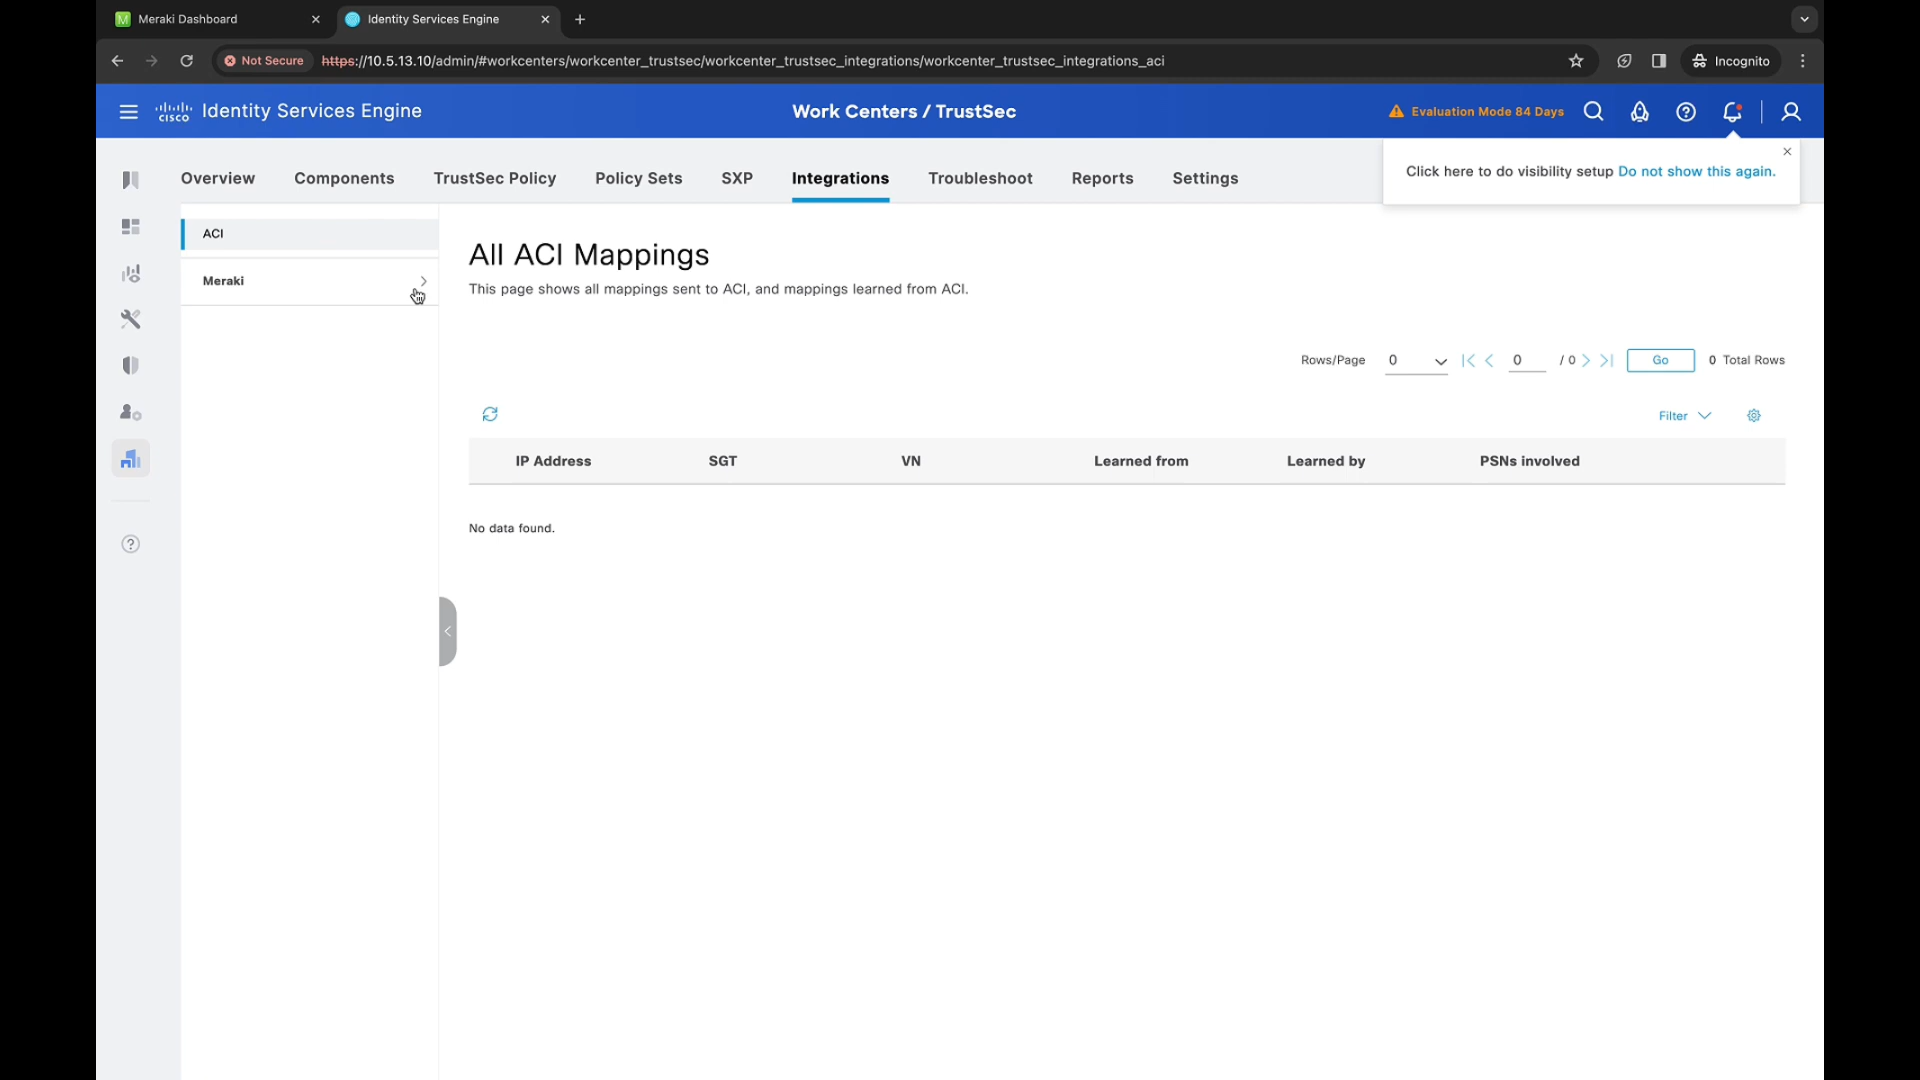 Meraki Dashboard
Identity Services Engine
Not Secure https://10.5.13.10/admin/#workcenters/workcenter_trustsec/workcenter_trustsec_integrations/workcenter_trustsec_integrations_aci
Incognito
CISCO Identity Services Engine
Work Centers / TrustSec
Evaluation Mode 84 Days
Click here to do visibility setup Do not show this again.
Overview Components TrustSec Policy Policy Sets SXP Integrations Troubleshoot Reports Settings
ACI
Meraki
All ACI Mappings
This page shows all mappings sent to ACI, and mappings learned from ACI.
Rows/Page 0 0 / 0 Go 0 Total Rows
Filter
IP Address SGT VN Learned from Learned by PSNs involved
No data found.